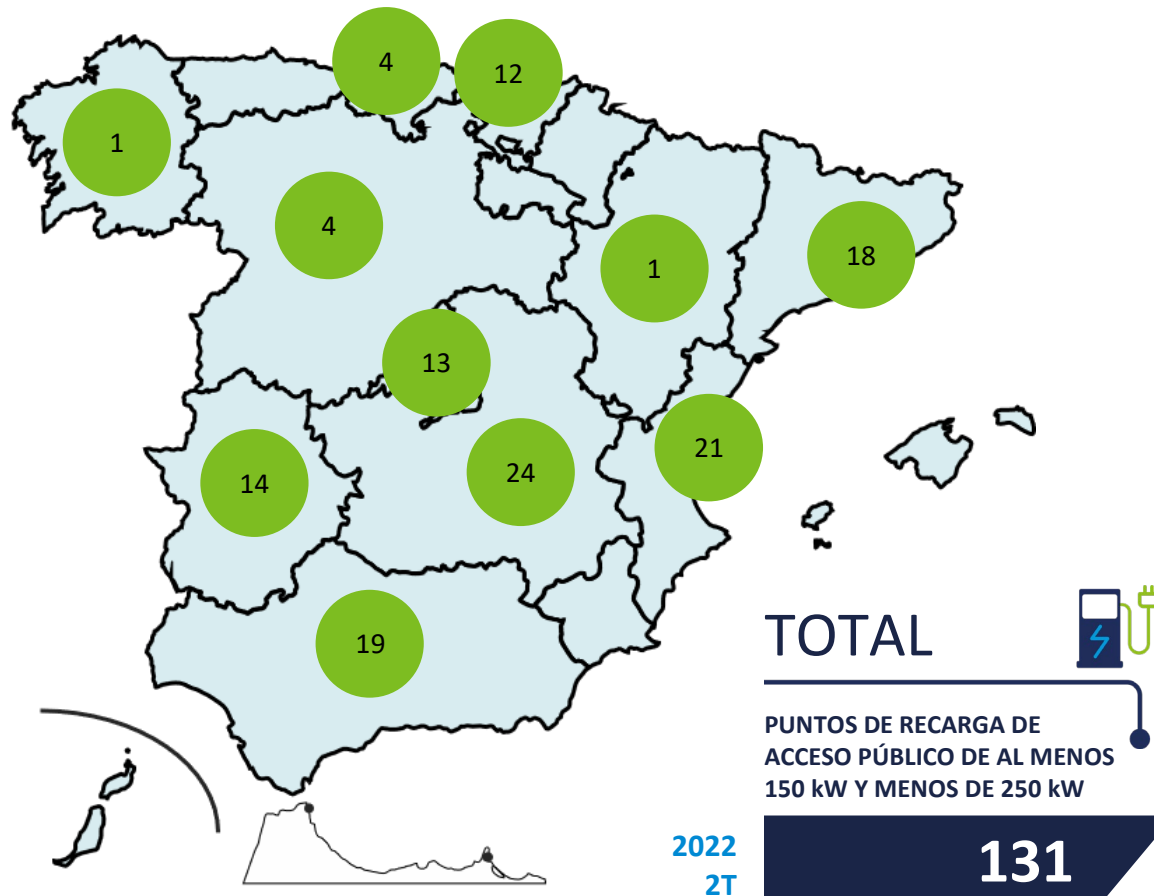 4
12
1
4
1
18
13
21
14
24
19
TOTAL
PUNTOS DE RECARGA DE
ACCESO PÚBLICO DE AL MENOS
150 kW Y MENOS DE 250 kW
2022
2T
131